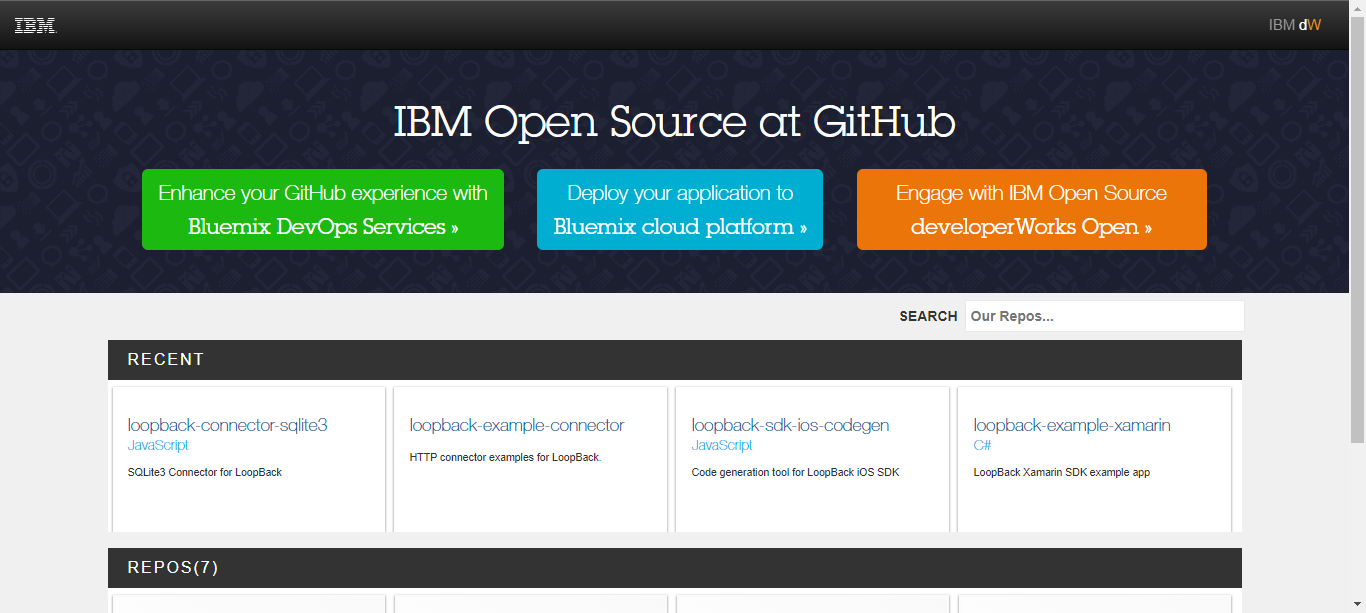 IBM
IBM dW
IBM Open Source at GitHub
Enhance your GitHub experience with
Bluemix DevOps Services »
Deploy your application to
Bluemix cloud platform »
Engage with IBM Open Source
developerWorks Open »
SEARCH Our Repos...
RECENT
loopback-connector-sqlite3
JavaScript
SQLite3 Connector for LoopBack
loopback-example-connector
HTTP connector examples for LoopBack.
loopback-sdk-ios-codegen
JavaScript
Code generation tool for LoopBack iOS SDK
loopback-example-xamarin
C#
LoopBack Xamarin SDK example app
REPOS(7)